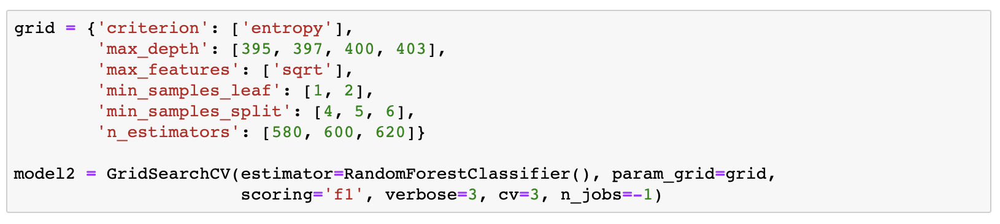 grid = {'criterion': ['entropy'],
        'max_depth': [395, 397, 400, 403],
        'max_features': ['sqrt'],
        'min_samples_leaf': [1, 2],
        'min_samples_split': [4, 5, 6],
        'n_estimators': [580, 600, 620]}

model2 = GridSearchCV(estimator=RandomForestClassifier(), param_grid=grid,
                      scoring='f1', verbose=3, cv=3, n_jobs=-1)